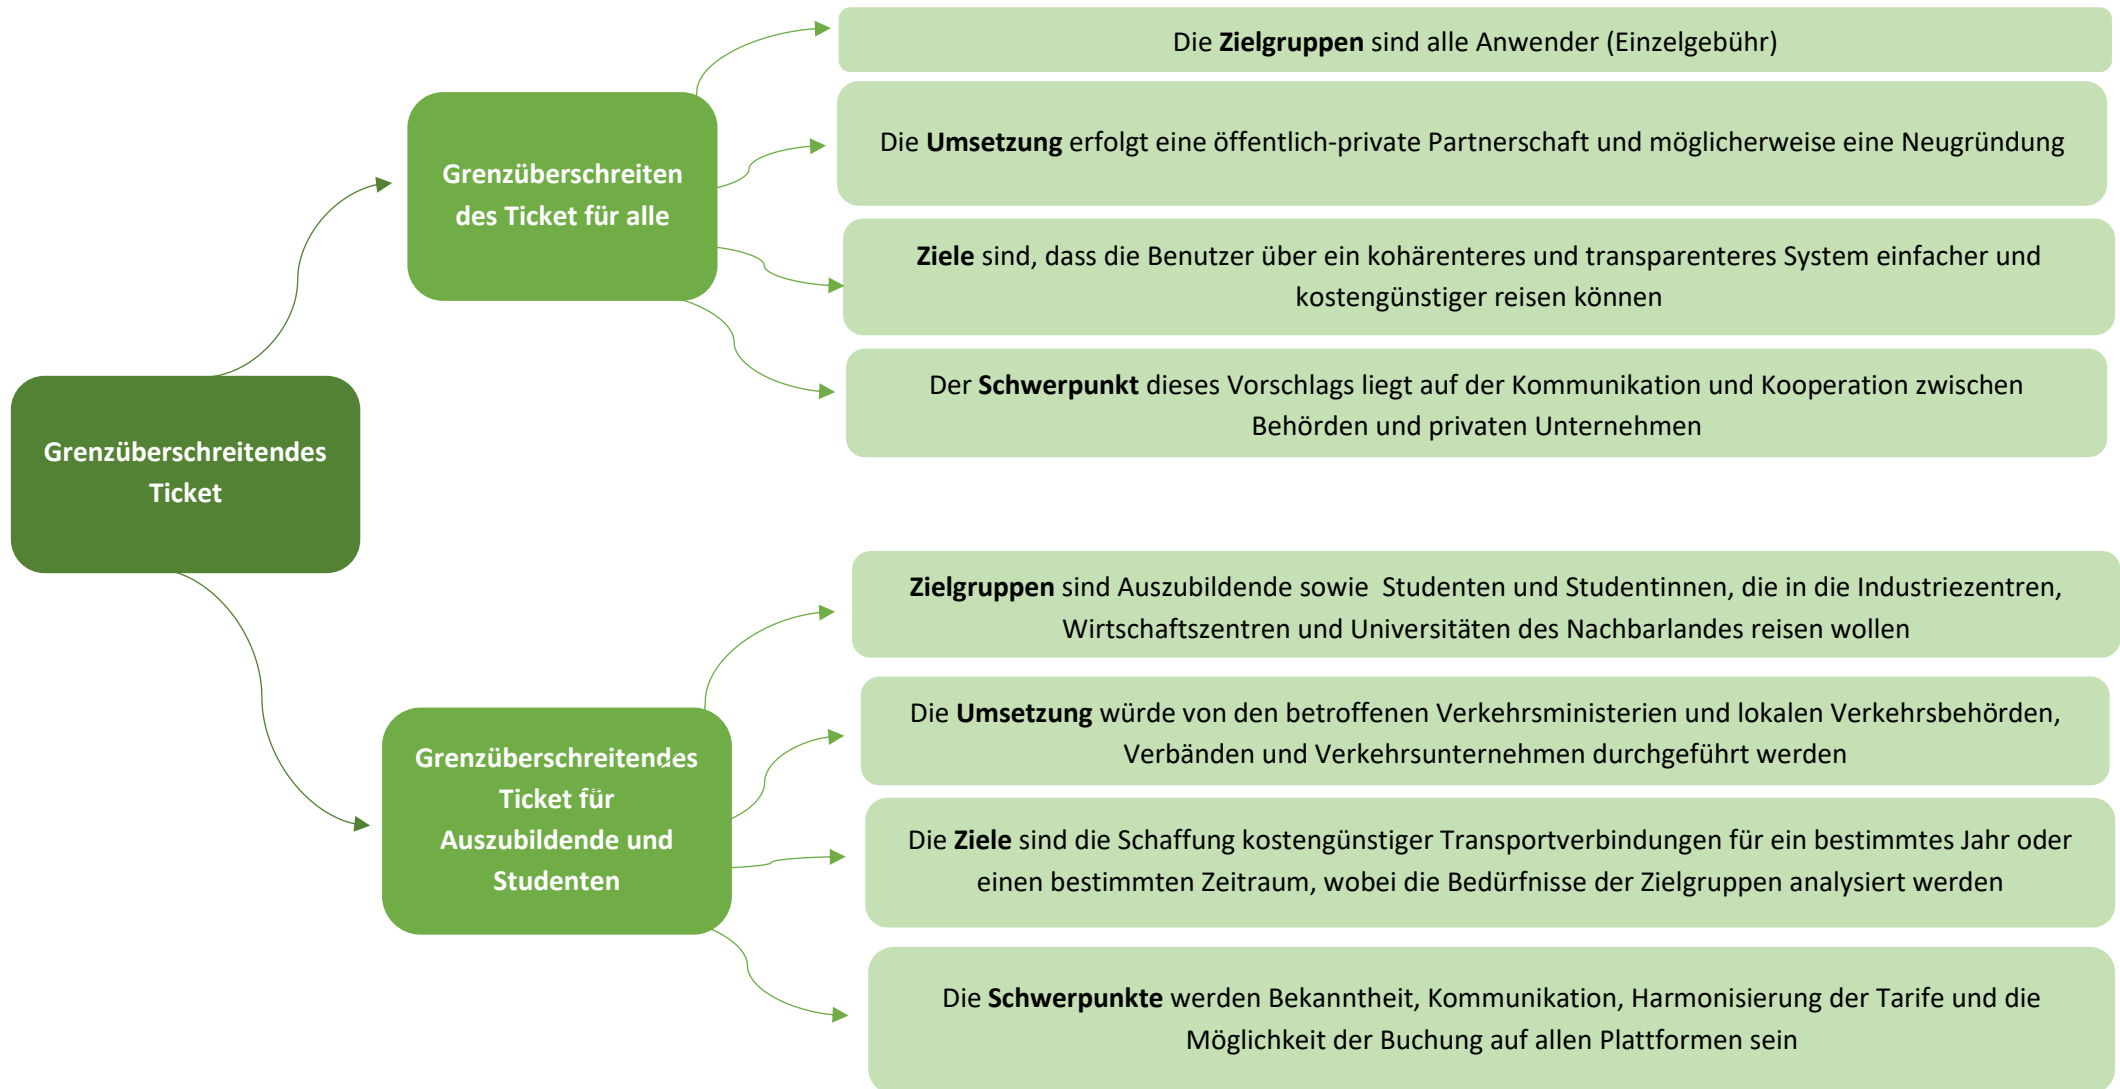 Grenzüberschreitendes
Ticket
Grenzüberschreiten
des Ticket für alle
Die Zielgruppen sind alle Anwender (Einzelgebühr)
Die Umsetzung erfolgt eine öffentlich-private Partnerschaft und möglicherweise eine Neugründung
Ziele sind, dass die Benutzer über ein kohärenteres und transparenteres System einfacher und
kostengünstiger reisen können
Der Schwerpunkt dieses Vorschlags liegt auf der Kommunikation und Kooperation zwischen
Behörden und privaten Unternehmen
Grenzüberschreitendes
Ticket für
Auszubildende und
Studenten
Zielgruppen sind Auszubildende sowie  Studenten und Studentinnen, die in die Industriezentren,
Wirtschaftszentren und Universitäten des Nachbarlandes reisen wollen
Die Umsetzung würde von den betroffenen Verkehrsministerien und lokalen Verkehrsbehörden,
Verbänden und Verkehrsunternehmen durchgeführt werden
Die Ziele sind die Schaffung kostengünstiger Transportverbindungen für ein bestimmtes Jahr oder
einen bestimmten Zeitraum, wobei die Bedürfnisse der Zielgruppen analysiert werden
Die Schwerpunkte werden Bekanntheit, Kommunikation, Harmonisierung der Tarife und die
Möglichkeit der Buchung auf allen Plattformen sein